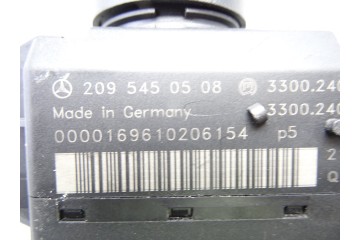 209 545 05 08 3300.240
Made in Germany 3300.240
0000169610206154 p5
2
Q